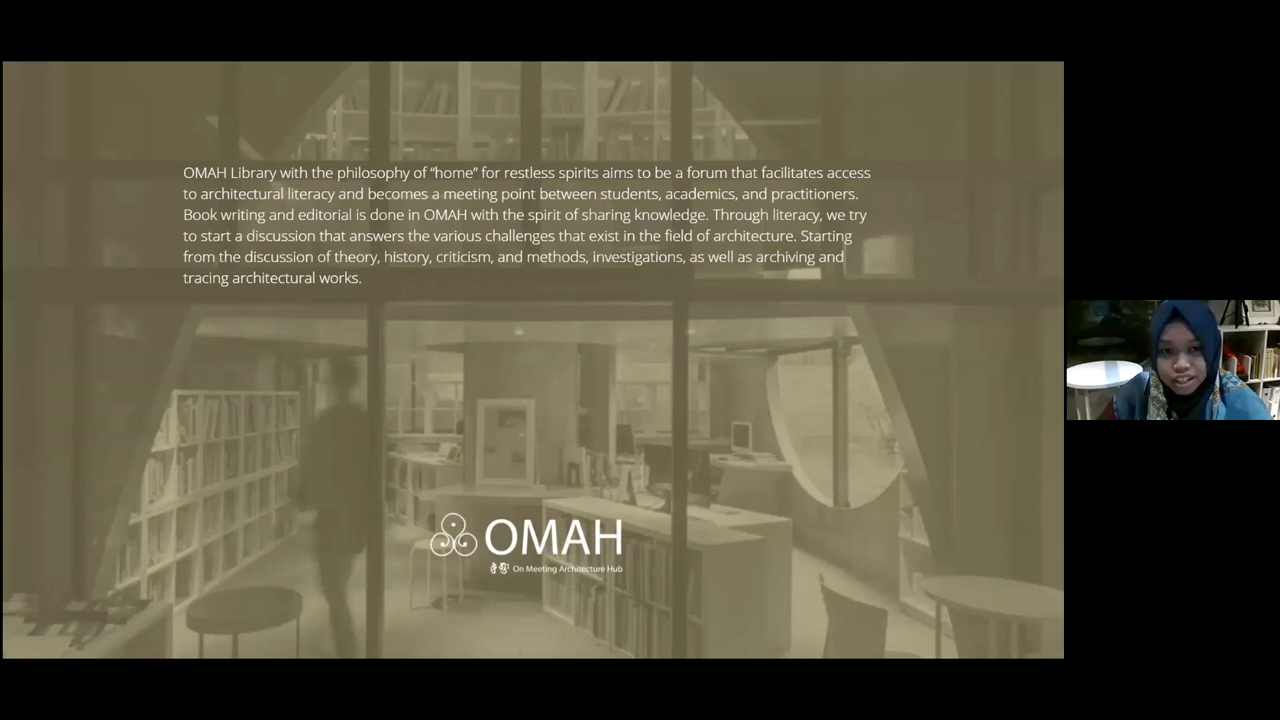 OMAH Library with the philosophy of “home” for restless spirits aims to be a forum that facilitates access
to architectural literacy and becomes a meeting point between students, academics, and practitioners.
Book writing and editorial is done in OMAH with the spirit of sharing knowledge. Through literacy, we try
to start a discussion that answers the various challenges that exist in the field of architecture. Starting
from the discussion of theory, history, criticism, and methods, investigations, as well as archiving and
tracing architectural works.
OMAH
On Meeting Architecture Hub